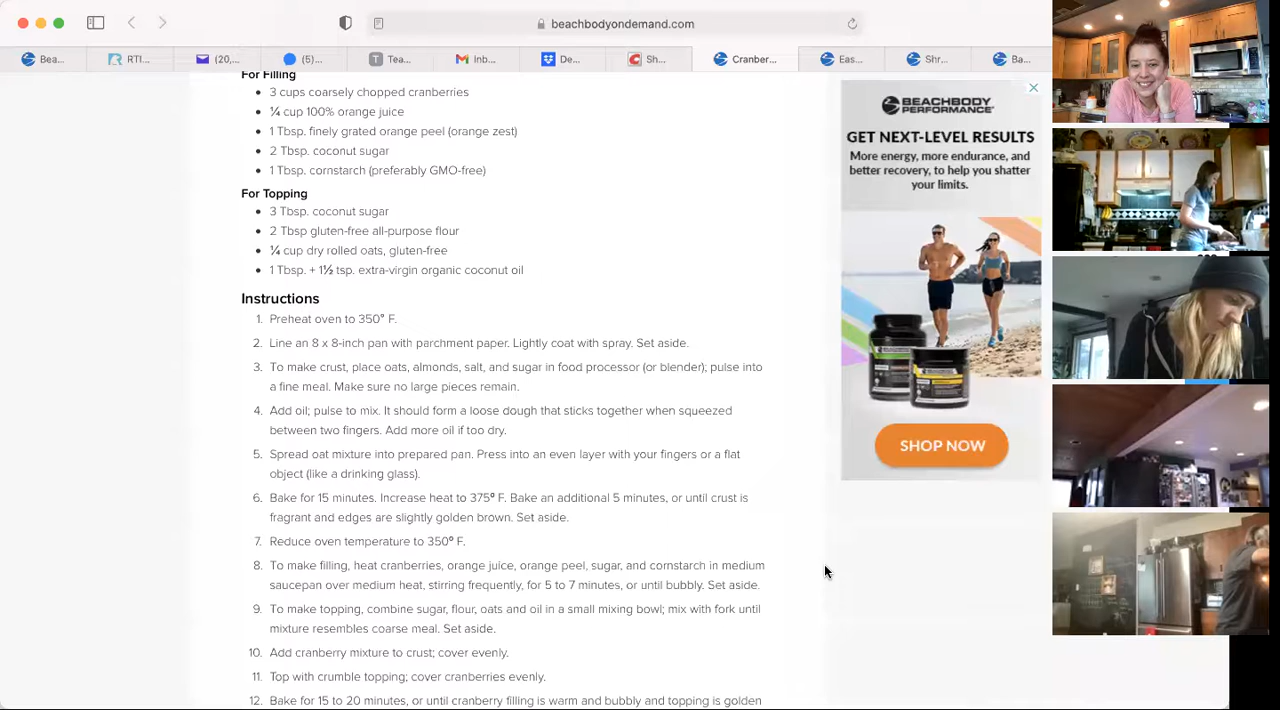 beachbodyondemand.com
Bea...
RTI...
(20,...
(5)...
Tea...
Inb...
De...
Sh...
Cranber...
Eas...
Shr...
Ba...
For Filling
3 cups coarsely chopped cranberries
¼ cup 100% orange juice
1 Tbsp. finely grated orange peel (orange zest)
2 Tbsp. coconut sugar
1 Tbsp. cornstarch (preferably GMO-free)
For Topping
3 Tbsp. coconut sugar
2 Tbsp gluten-free all-purpose flour
¼ cup dry rolled oats, gluten-free
1 Tbsp. + 1½ tsp. extra-virgin organic coconut oil
Instructions
1. Preheat oven to 350° F.
2. Line an 8 x 8-inch pan with parchment paper. Lightly coat with spray. Set aside.
3. To make crust, place oats, almonds, salt, and sugar in food processor (or blender); pulse into
a fine meal. Make sure no large pieces remain.
4. Add oil; pulse to mix. It should form a loose dough that sticks together when squeezed
between two fingers. Add more oil if too dry.
5. Spread oat mixture into prepared pan. Press into an even layer with your fingers or a flat
object (like a drinking glass).
6. Bake for 15 minutes. Increase heat to 375º F. Bake an additional 5 minutes, or until crust is
fragrant and edges are slightly golden brown. Set aside.
7. Reduce oven temperature to 350º F.
8. To make filling, heat cranberries, orange juice, orange peel, sugar, and cornstarch in medium
saucepan over medium heat, stirring frequently, for 5 to 7 minutes, or until bubbly. Set aside.
9. To make topping, combine sugar, flour, oats and oil in a small mixing bowl; mix with fork until
mixture resembles coarse meal. Set aside.
10. Add cranberry mixture to crust; cover evenly.
11. Top with crumble topping; cover cranberries evenly.
12. Bake for 15 to 20 minutes, or until cranberry filling is warm and bubbly and topping is golden
BEACHBODY
PERFORMANCE
GET NEXT-LEVEL RESULTS
More energy, more endurance, and
better recovery, to help you shatter
your limits.
SHOP NOW